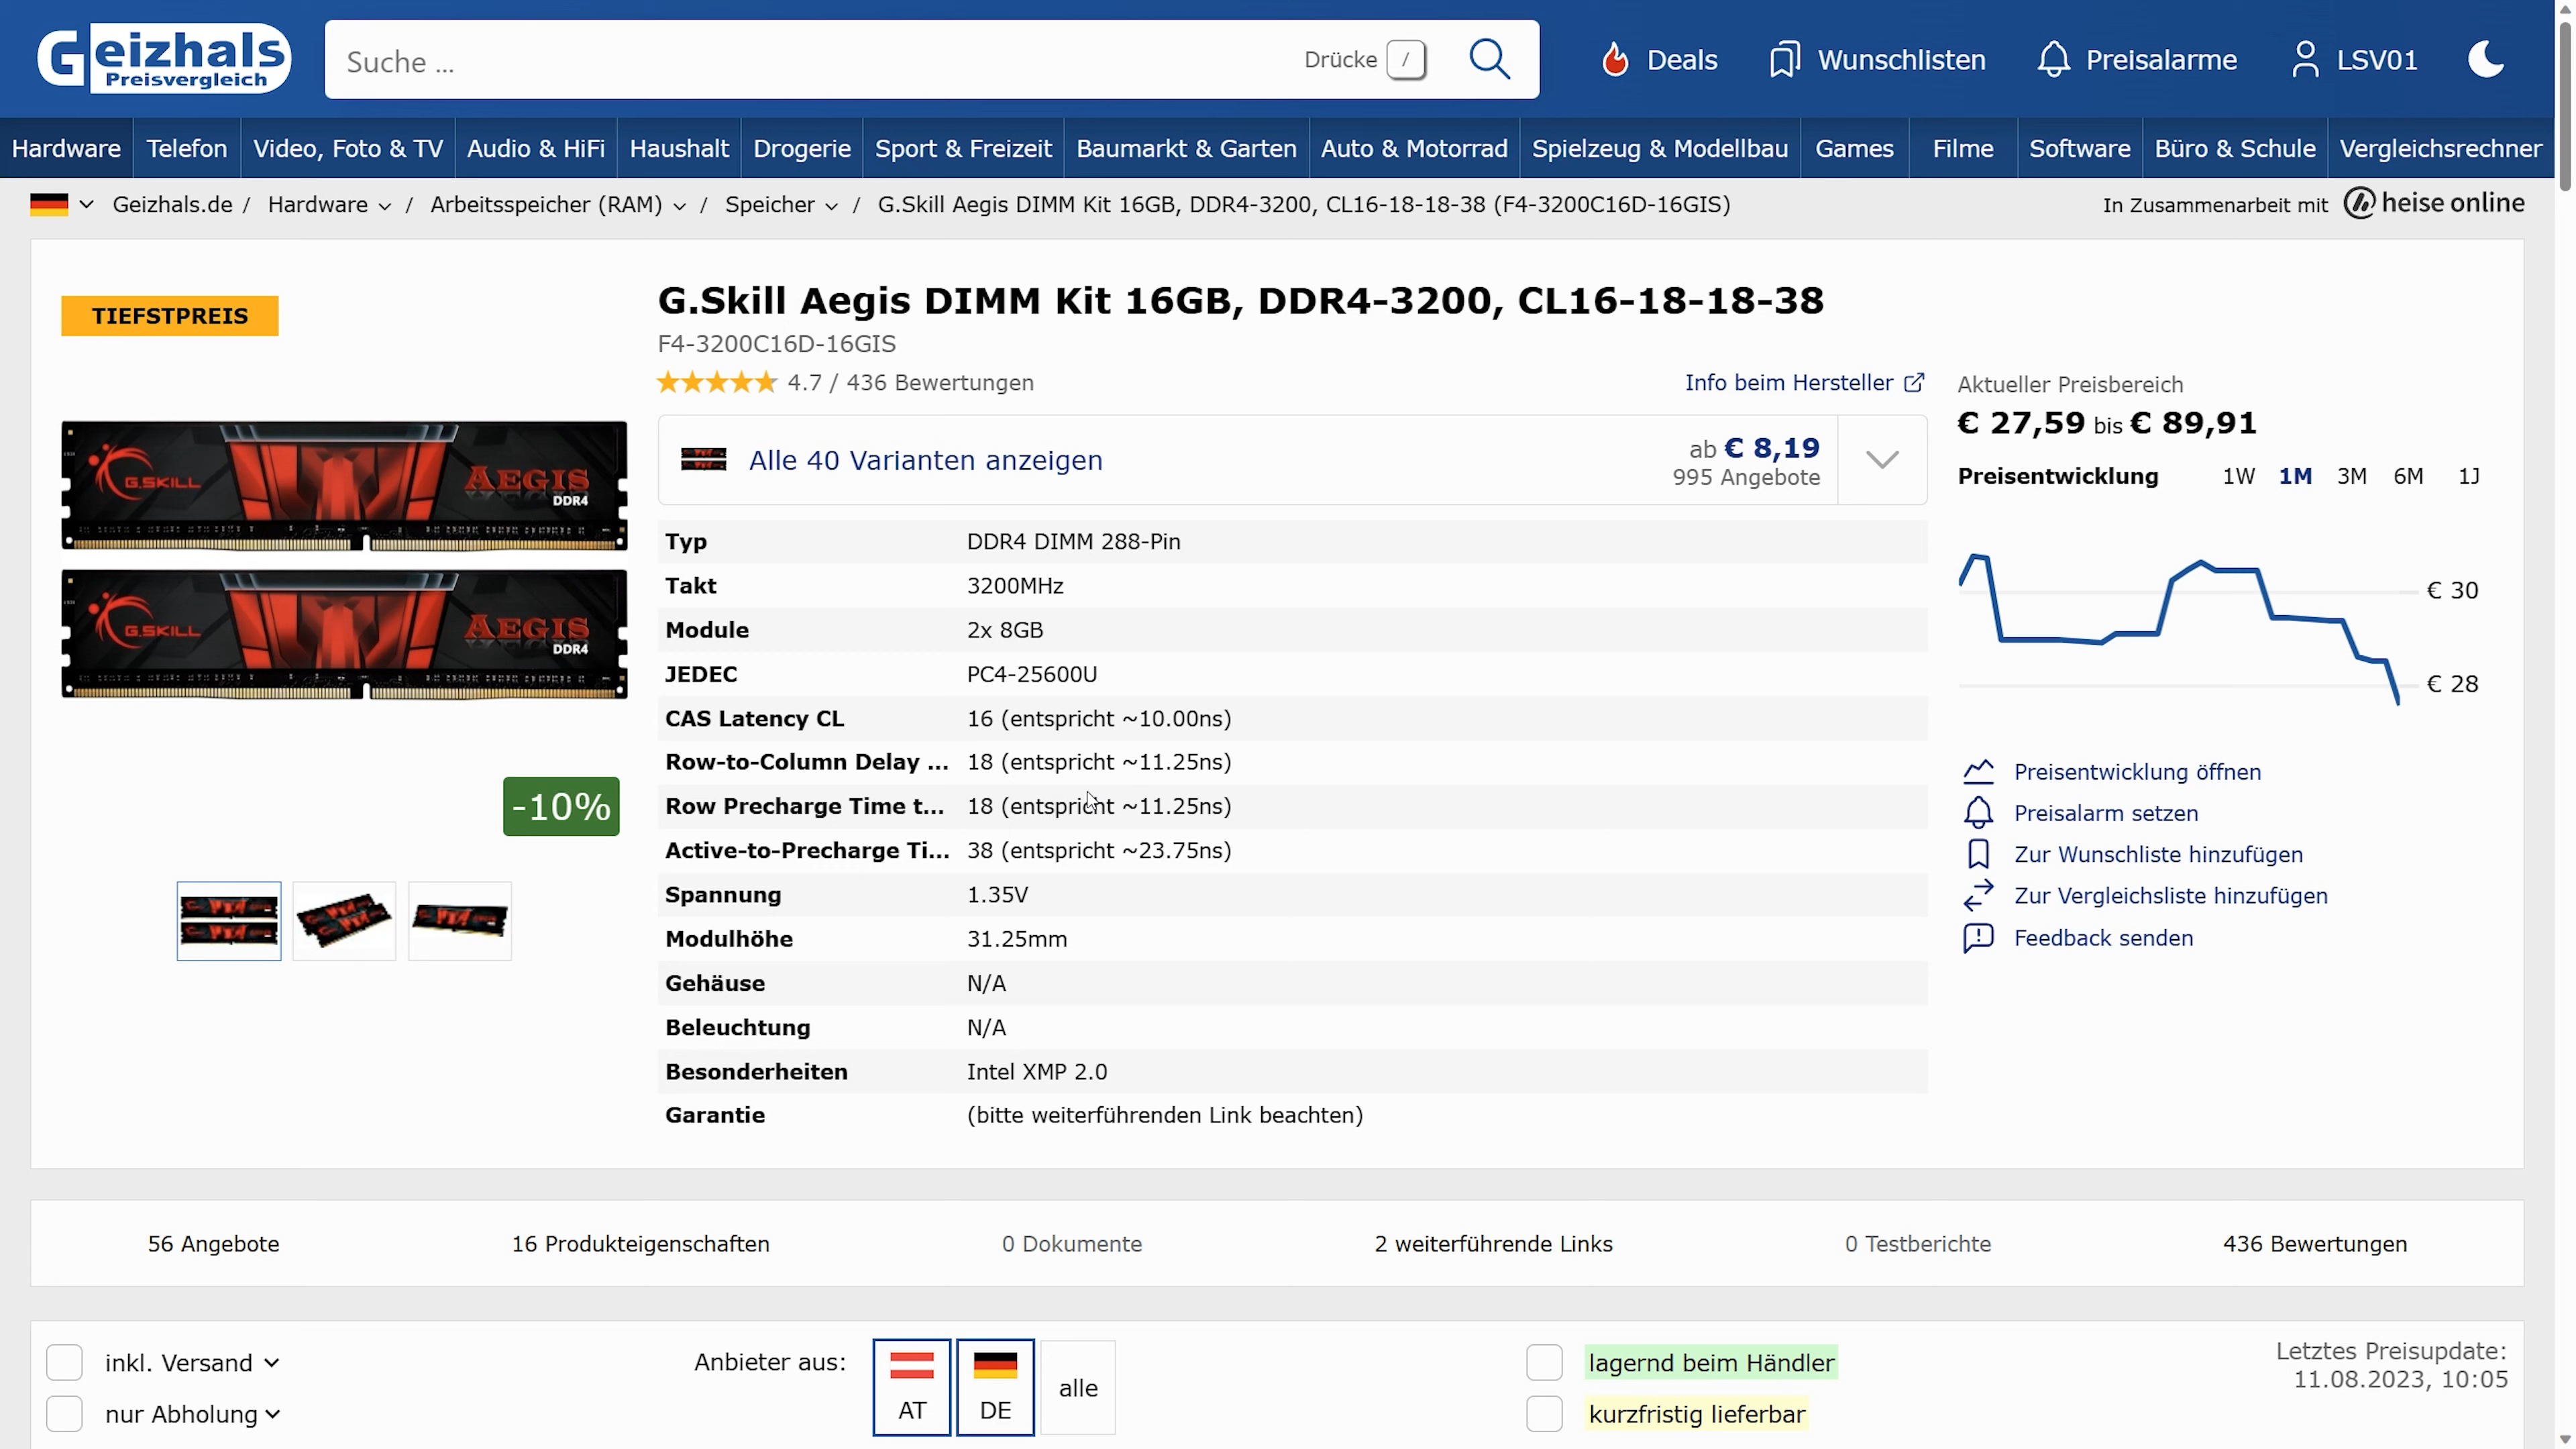 Geizhals
Preisvergleich
Suche ...
Drücke /
Deals
Wunschlisten
Preisalarme
LSV01
Hardware
Telefon
Video, Foto & TV
Audio & HiFi
Haushalt
Drogerie
Sport & Freizeit
Baumarkt & Garten
Auto & Motorrad
Spielzeug & Modellbau
Games
Filme
Software
Büro & Schule
Vergleichsrechner
Geizhals.de / Hardware / Arbeitsspeicher (RAM) / Speicher / G.Skill Aegis DIMM Kit 16GB, DDR4-3200, CL16-18-18-38 (F4-3200C16D-16GIS)
In Zusammenarbeit mit heise online
TIEFSTPREIS
G.SKILL
AEGIS
DDR4
G.SKILL
AEGIS
DDR4
-10%
G.Skill Aegis DIMM Kit 16GB, DDR4-3200, CL16-18-18-38
F4-3200C16D-16GIS
4.7 / 436 Bewertungen
Info beim Hersteller
Alle 40 Varianten anzeigen
ab € 8,19
995 Angebote
Typ DDR4 DIMM 288-Pin
Takt 3200MHz
Module 2x 8GB
JEDEC PC4-25600U
CAS Latency CL 16 (entspricht ~10.00ns)
Row-to-Column Delay ... 18 (entspricht ~11.25ns)
Row Precharge Time t... 18 (entspricht ~11.25ns)
Active-to-Precharge Ti... 38 (entspricht ~23.75ns)
Spannung 1.35V
Modulhöhe 31.25mm
Gehäuse N/A
Beleuchtung N/A
Besonderheiten Intel XMP 2.0
Garantie (bitte weiterführenden Link beachten)
Aktueller Preisbereich
€ 27,59 bis € 89,91
Preisentwicklung 1W 1M 3M 6M 1J
€ 30
€ 28
Preisentwicklung öffnen
Preisalarm setzen
Zur Wunschliste hinzufügen
Zur Vergleichsliste hinzufügen
Feedback senden
56 Angebote
16 Produkteigenschaften
0 Dokumente
2 weiterführende Links
0 Testberichte
436 Bewertungen
inkl. Versand
nur Abholung
Anbieter aus:
AT
DE
alle
lagernd beim Händler
kurzfristig lieferbar
Letztes Preisupdate:
11.08.2023, 10:05